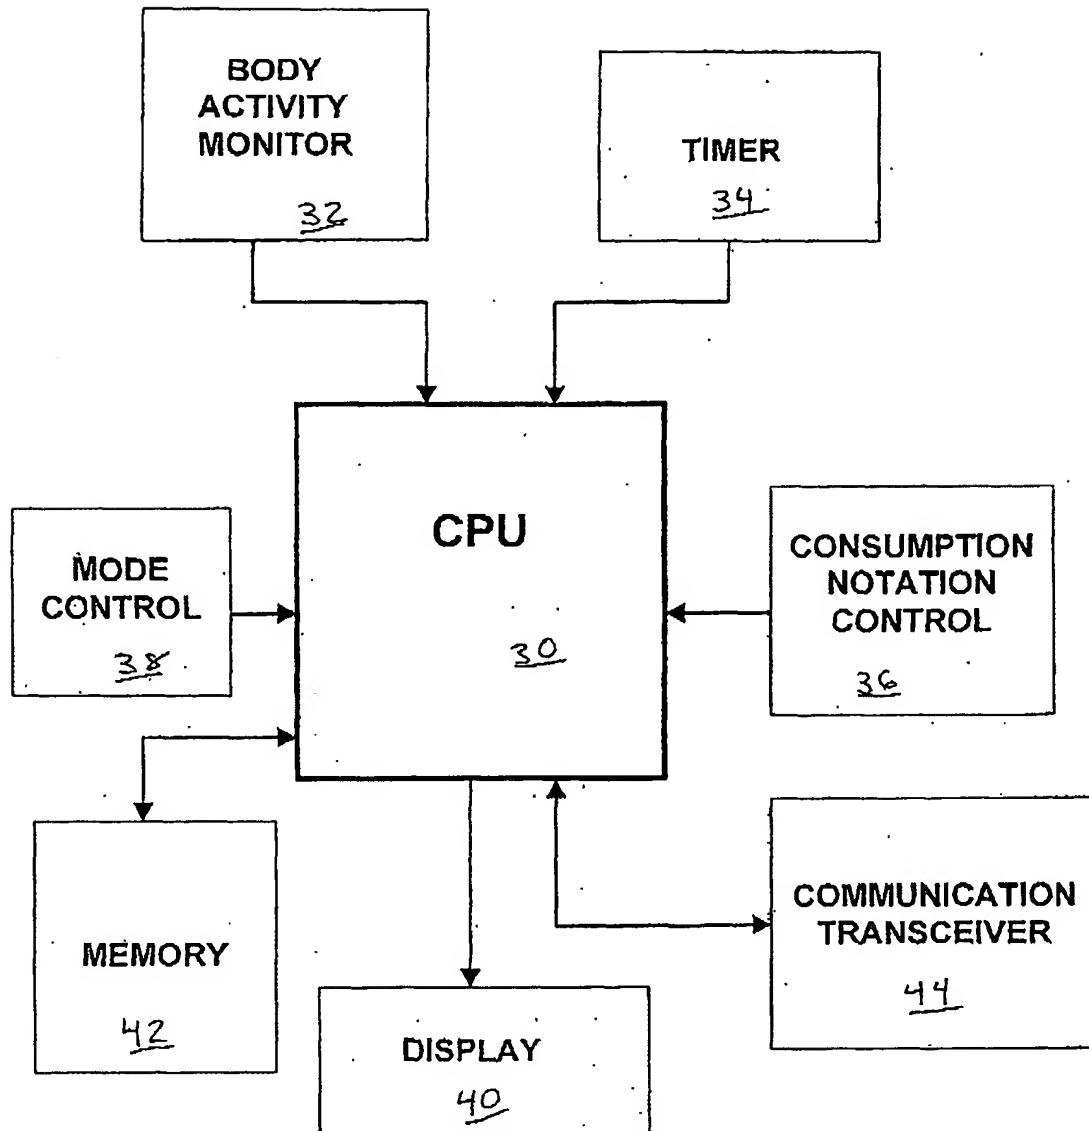 BODY
ACTIVITY
MONITOR
32
TIMER
34
CPU
30
MODE
CONTROL
38
CONSUMPTION
NOTATION
CONTROL
36
MEMORY
42
DISPLAY
40
COMMUNICATION
TRANSCEIVER
44